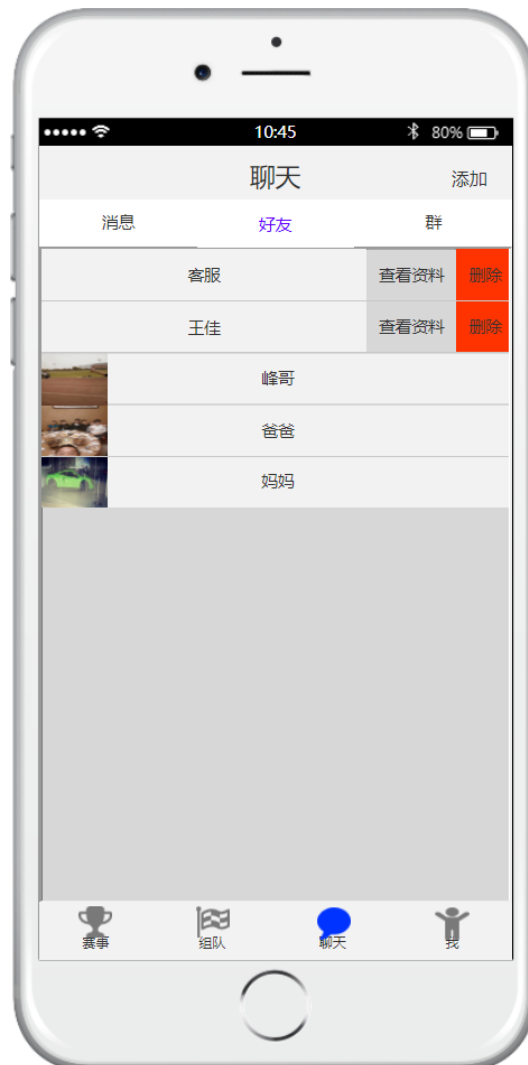 10:45 80%
聊天 添加
消息 好友 群
客服 查看资料 删除
王佳 查看资料 删除
峰哥
爸爸
妈妈
赛事 组队 聊天 我